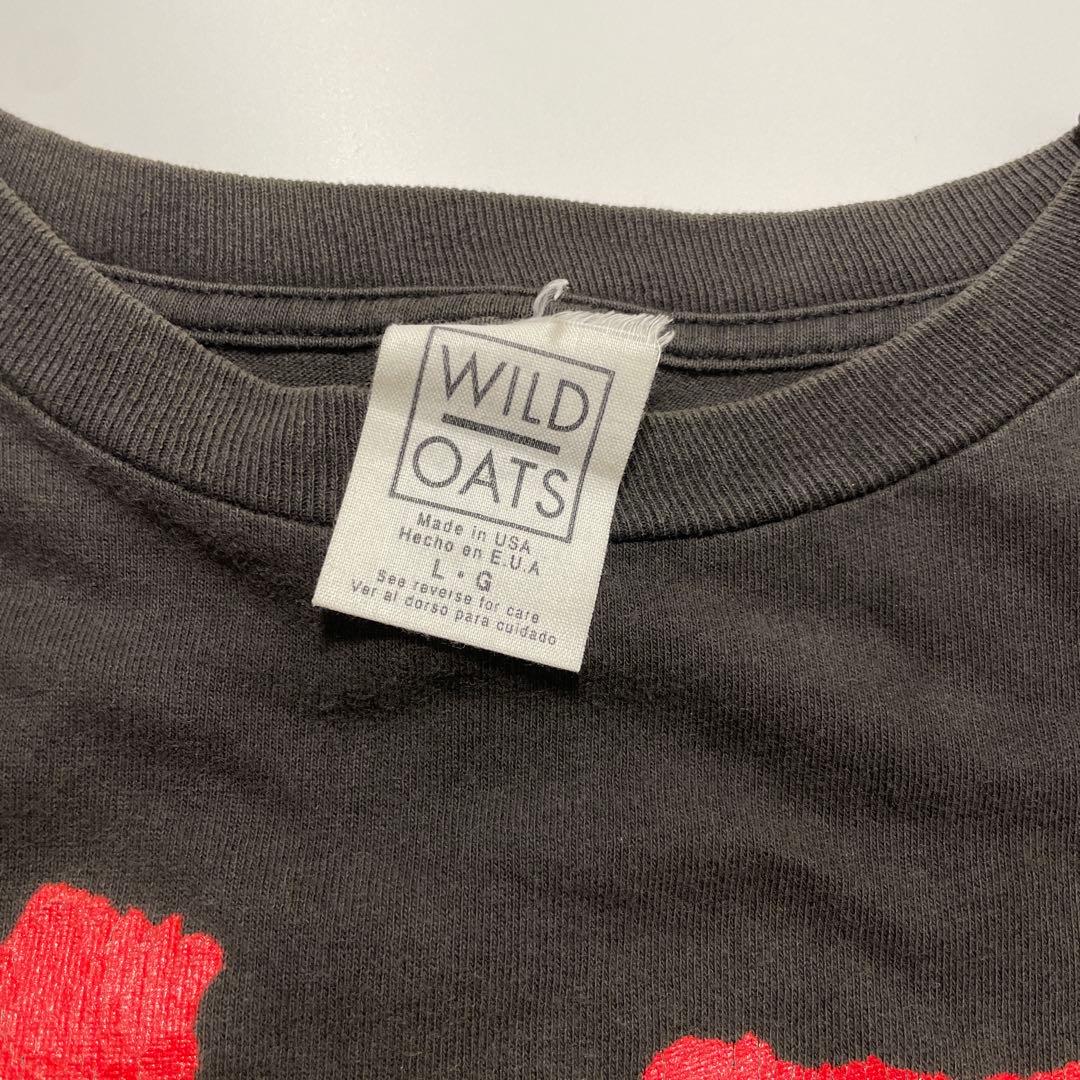 WILD
OATS
Made in USA
Hecho en E.U.A
L • G
See reverse for care
Ver al dorso para cuidado